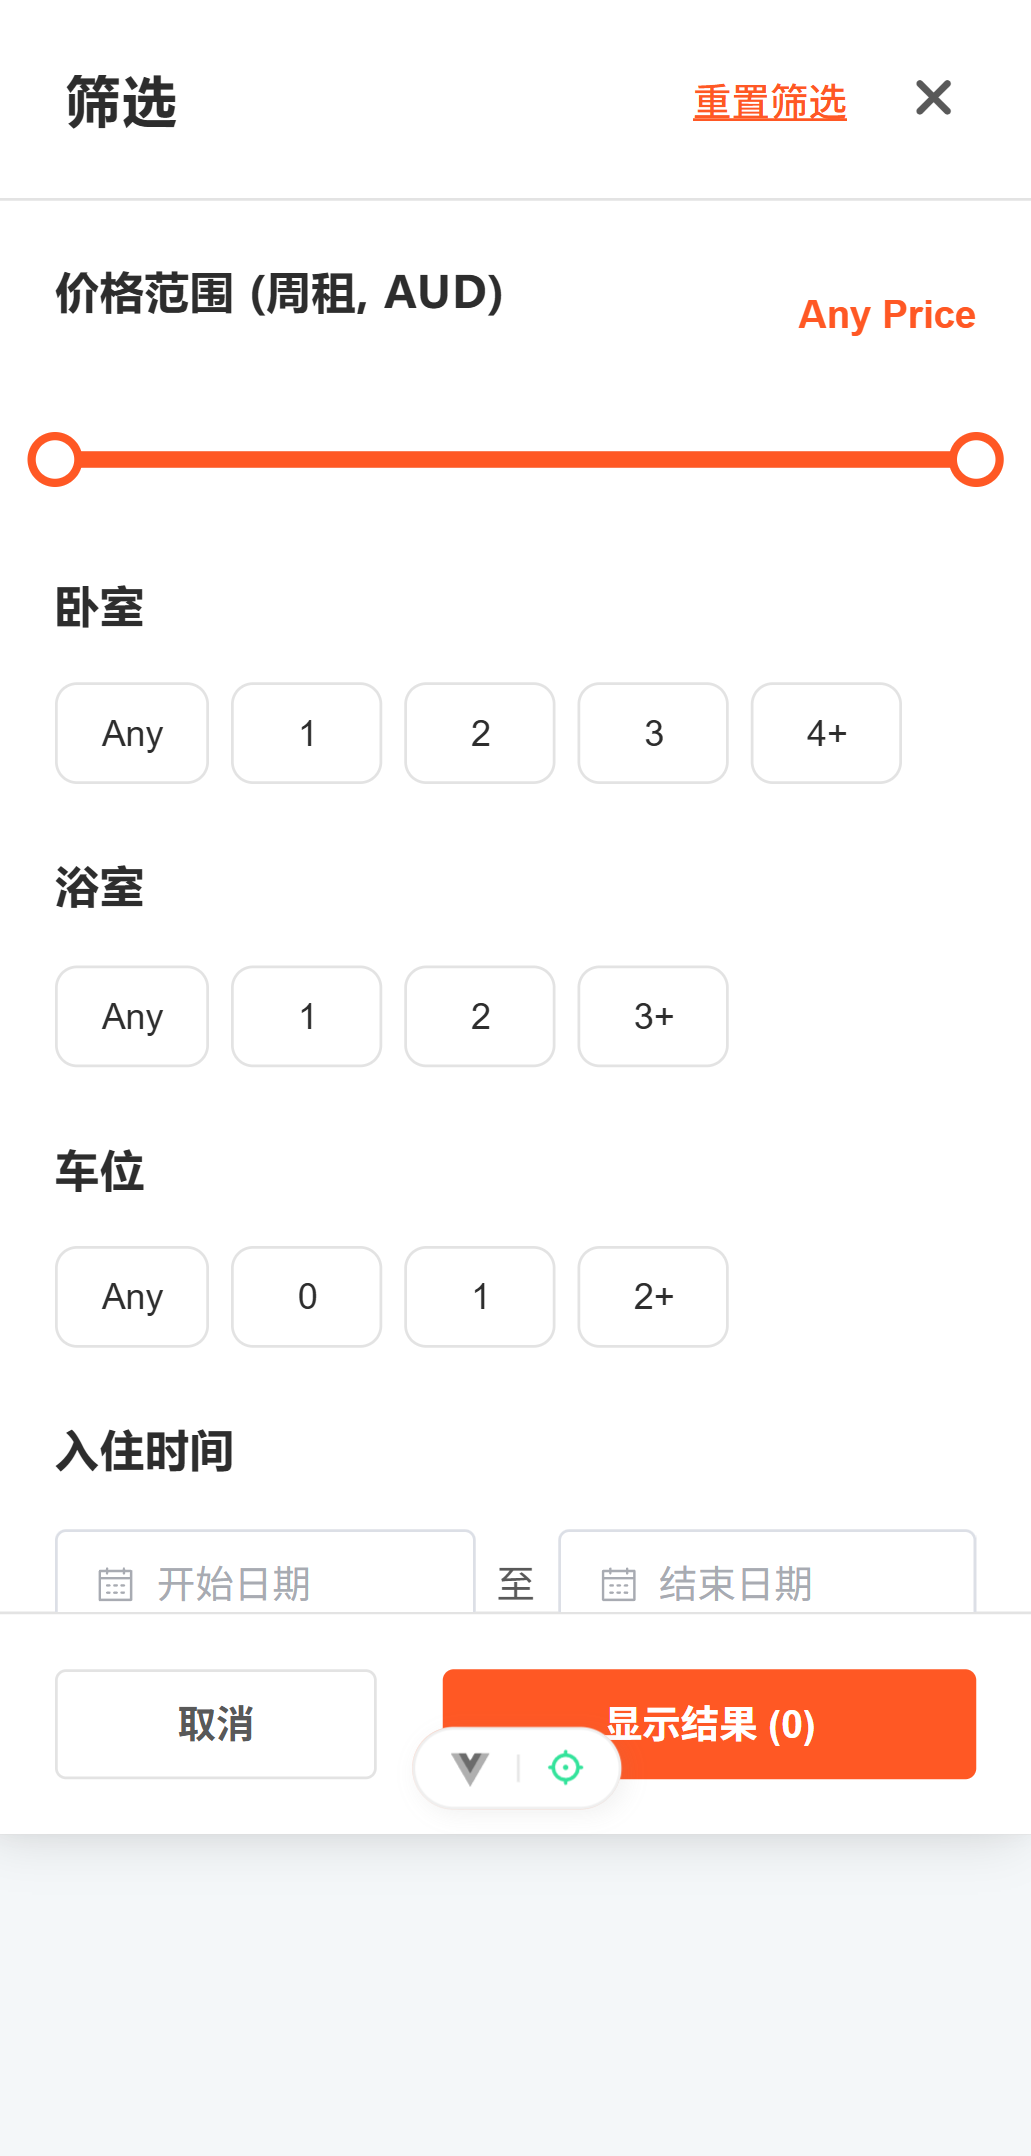 筛选
重置筛选
价格范围 (周租, AUD)
Any Price
卧室
Any 1 2 3 4+
浴室
Any 1 2 3+
车位
Any 0 1 2+
入住时间
开始日期 至 结束日期
取消 显示结果 (0)